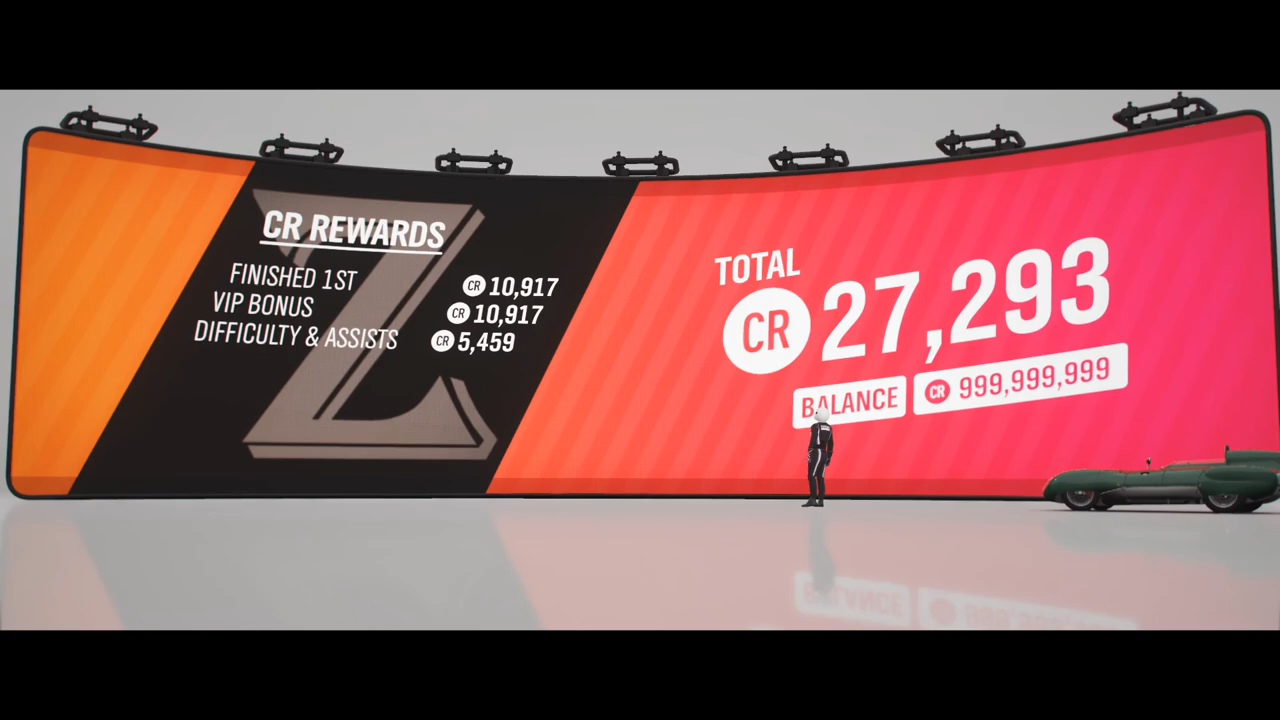 CR REWARDS
FINISHED 1ST CR 10,917
VIP BONUS CR 10,917
DIFFICULTY & ASSISTS CR 5,459
Z
TOTAL
CR 27,293
BALANCE CR 999,999,999